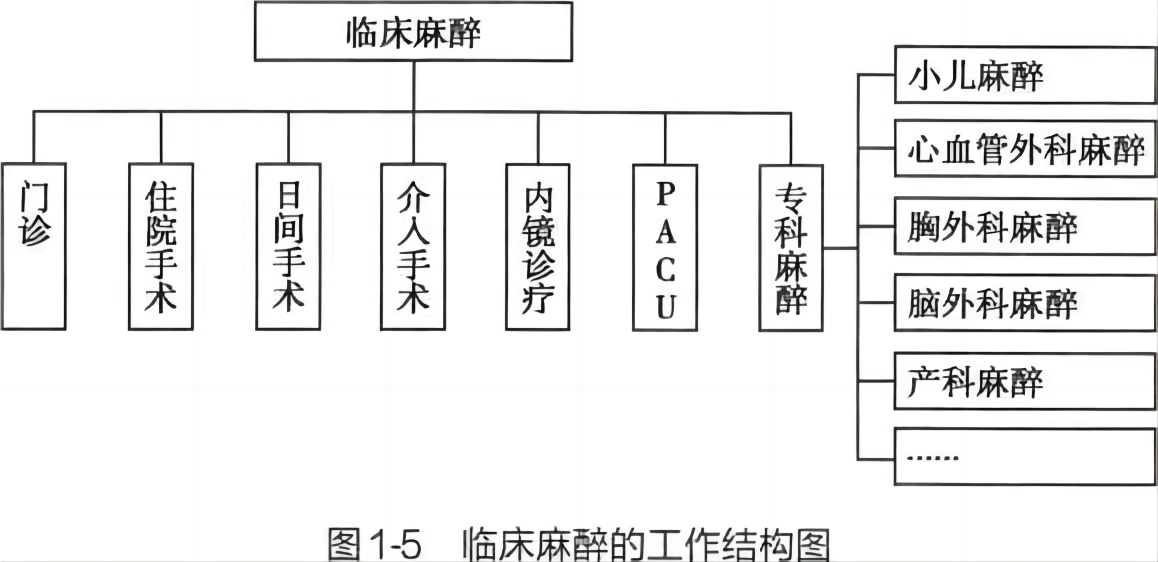 临床麻醉
门诊
住院手术
日间手术
介入手术
内镜诊疗
PACU
专科麻醉
小儿麻醉
心血管外科麻醉
胸外科麻醉
脑外科麻醉
产科麻醉
……
图1-5 临床麻醉的工作结构图